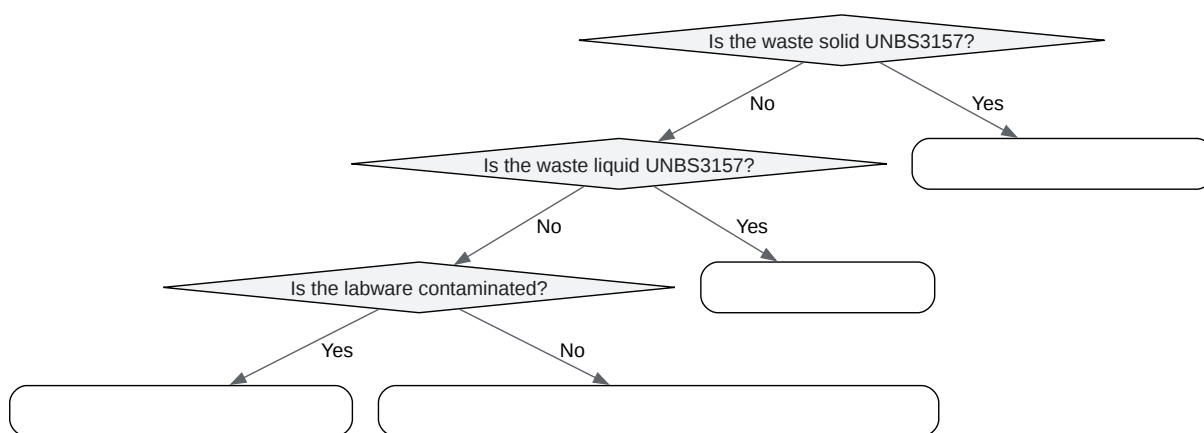 Is the waste solid UNBS3157?
No
Yes
Is the waste liquid UNBS3157?
No
Yes
Is the labware contaminated?
Yes
No